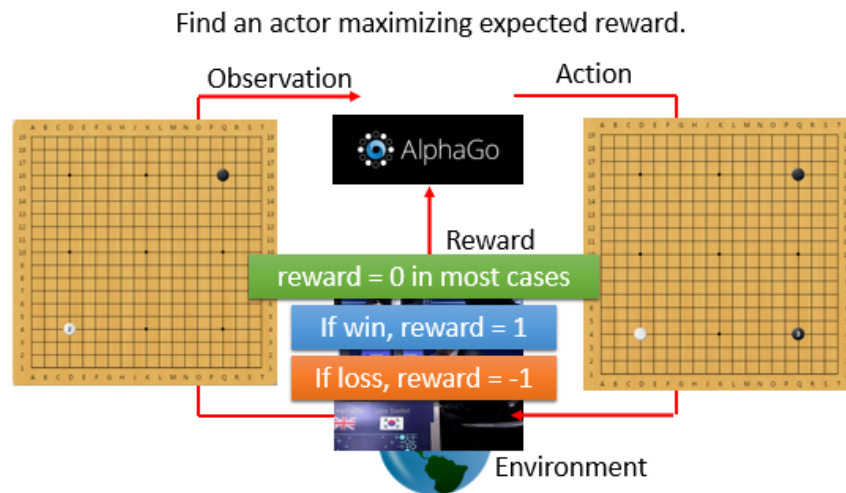 Find an actor maximizing expected reward.
Observation
Action
A B C D E F G H J K L M N O P Q R S T
A B C D E F G H J K L M N O P Q R S T
AlphaGo
Reward
reward = 0 in most cases
If win, reward = 1
If loss, reward = -1
A B C D E F G H J K L M N O P Q R S T
A B C D E F G H J K L M N O P Q R S T
Environment